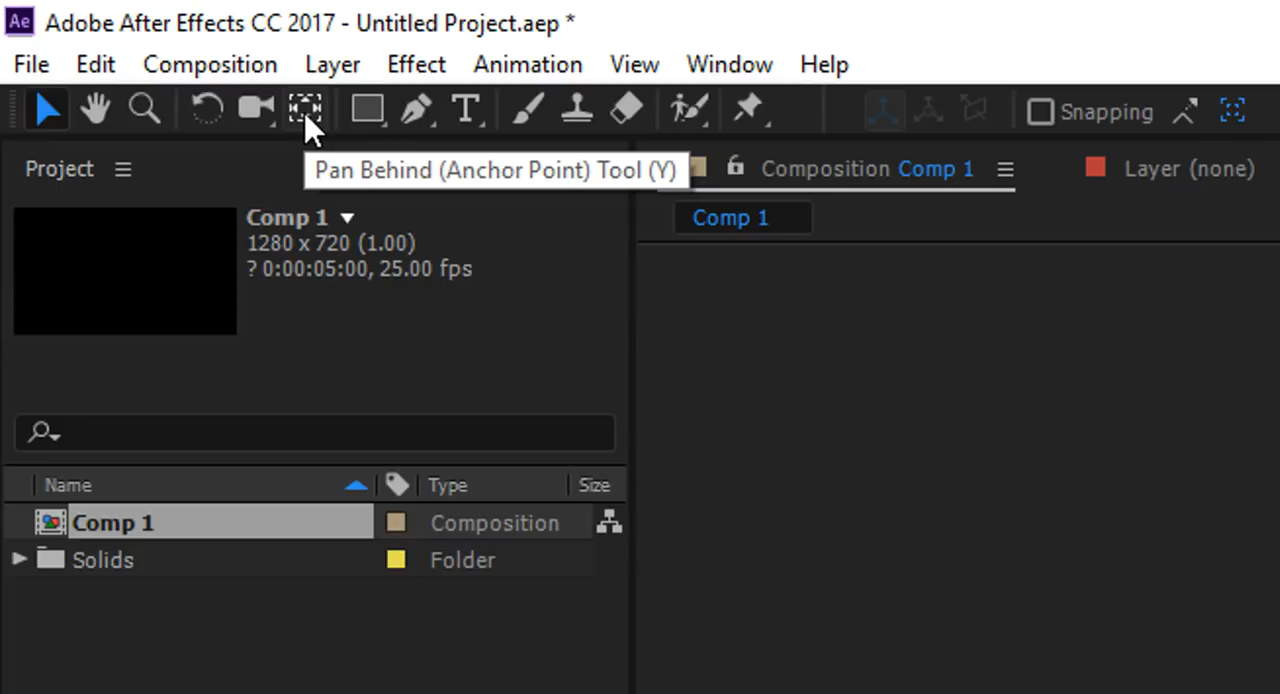 Ae Adobe After Effects CC 2017 - Untitled Project.aep *
File Edit Composition Layer Effect Animation View Window Help
T Snapping
Project Pan Behind (Anchor Point) Tool (Y) Composition Comp 1 Layer (none)
Comp 1 Comp 1
1280 x 720 (1.00)
? 0:00:05:00, 25.00 fps
Name Type Size
Comp 1 Composition
Solids Folder